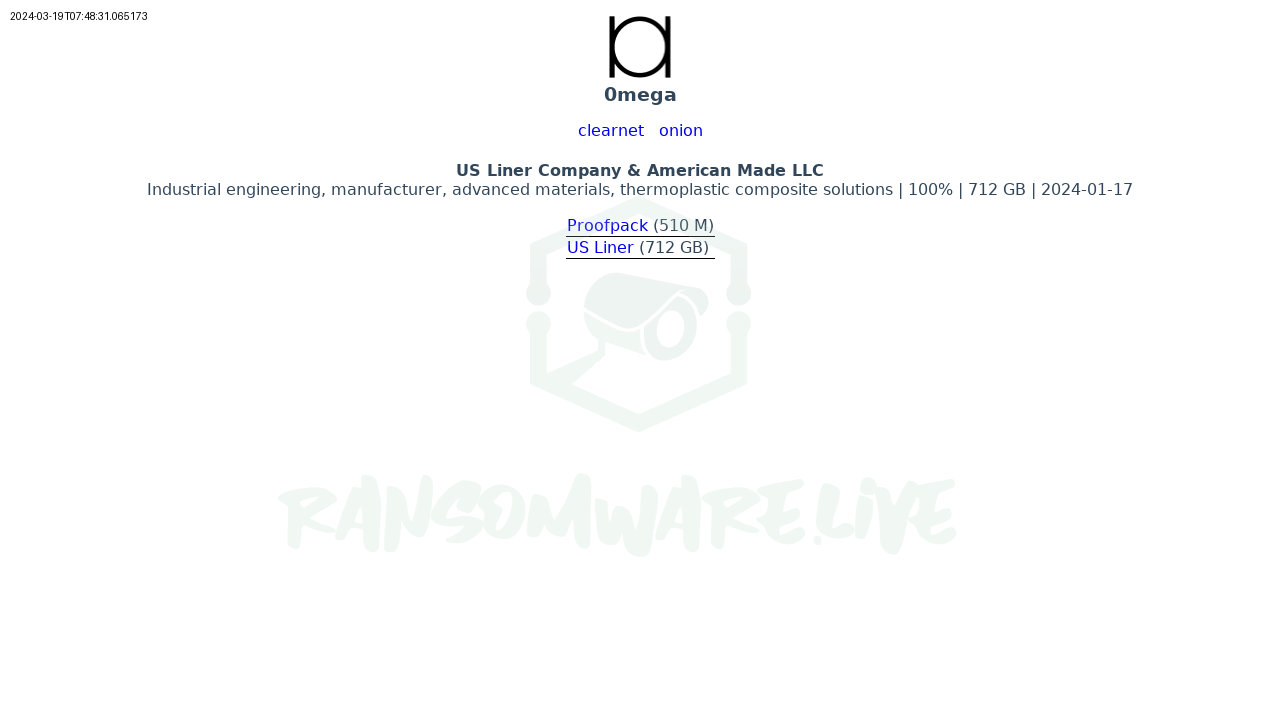 2024-03-19T07:48:31.065173
0mega
clearnet onion
US Liner Company & American Made LLC
Industrial engineering, manufacturer, advanced materials, thermoplastic composite solutions | 100% | 712 GB | 2024-01-17
Proofpack (510 M)
US Liner (712 GB)
RANSOMWARE.LIVE